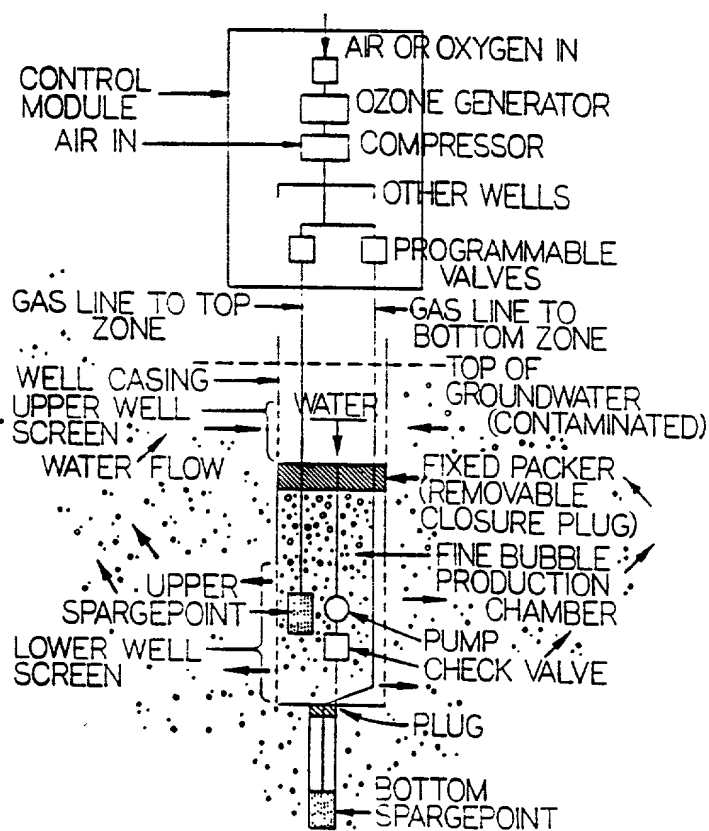 AIR OR OXYGEN IN
CONTROL
MODULE
OZONE GENERATOR
AIR IN
COMPRESSOR
OTHER WELLS
PROGRAMMABLE
VALVES
GAS LINE TO TOP
ZONE
GAS LINE TO
BOTTOM ZONE
WELL CASING
TOP OF
GROUNDWATER
(CONTAMINATED)
UPPER WELL
SCREEN
WATER
WATER FLOW
FIXED PACKER
(REMOVABLE
CLOSURE PLUG)
FINE BUBBLE
PRODUCTION
CHAMBER
UPPER
SPARGEPOINT
PUMP
LOWER WELL
SCREEN
CHECK VALVE
PLUG
BOTTOM
SPARGEPOINT